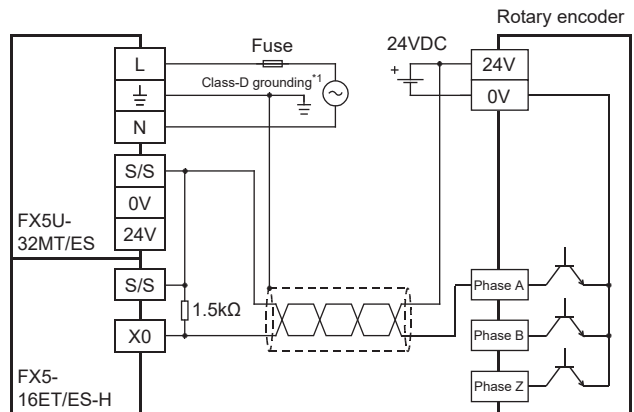 Rotary encoder
Fuse
24VDC
L
24V
+
Class-D grounding*1
0V
N
S/S
0V
FX5U-
32MT/ES
24V
S/S
Phase A
1.5kΩ
X0
Phase B
FX5-
16ET/ES-H
Phase Z